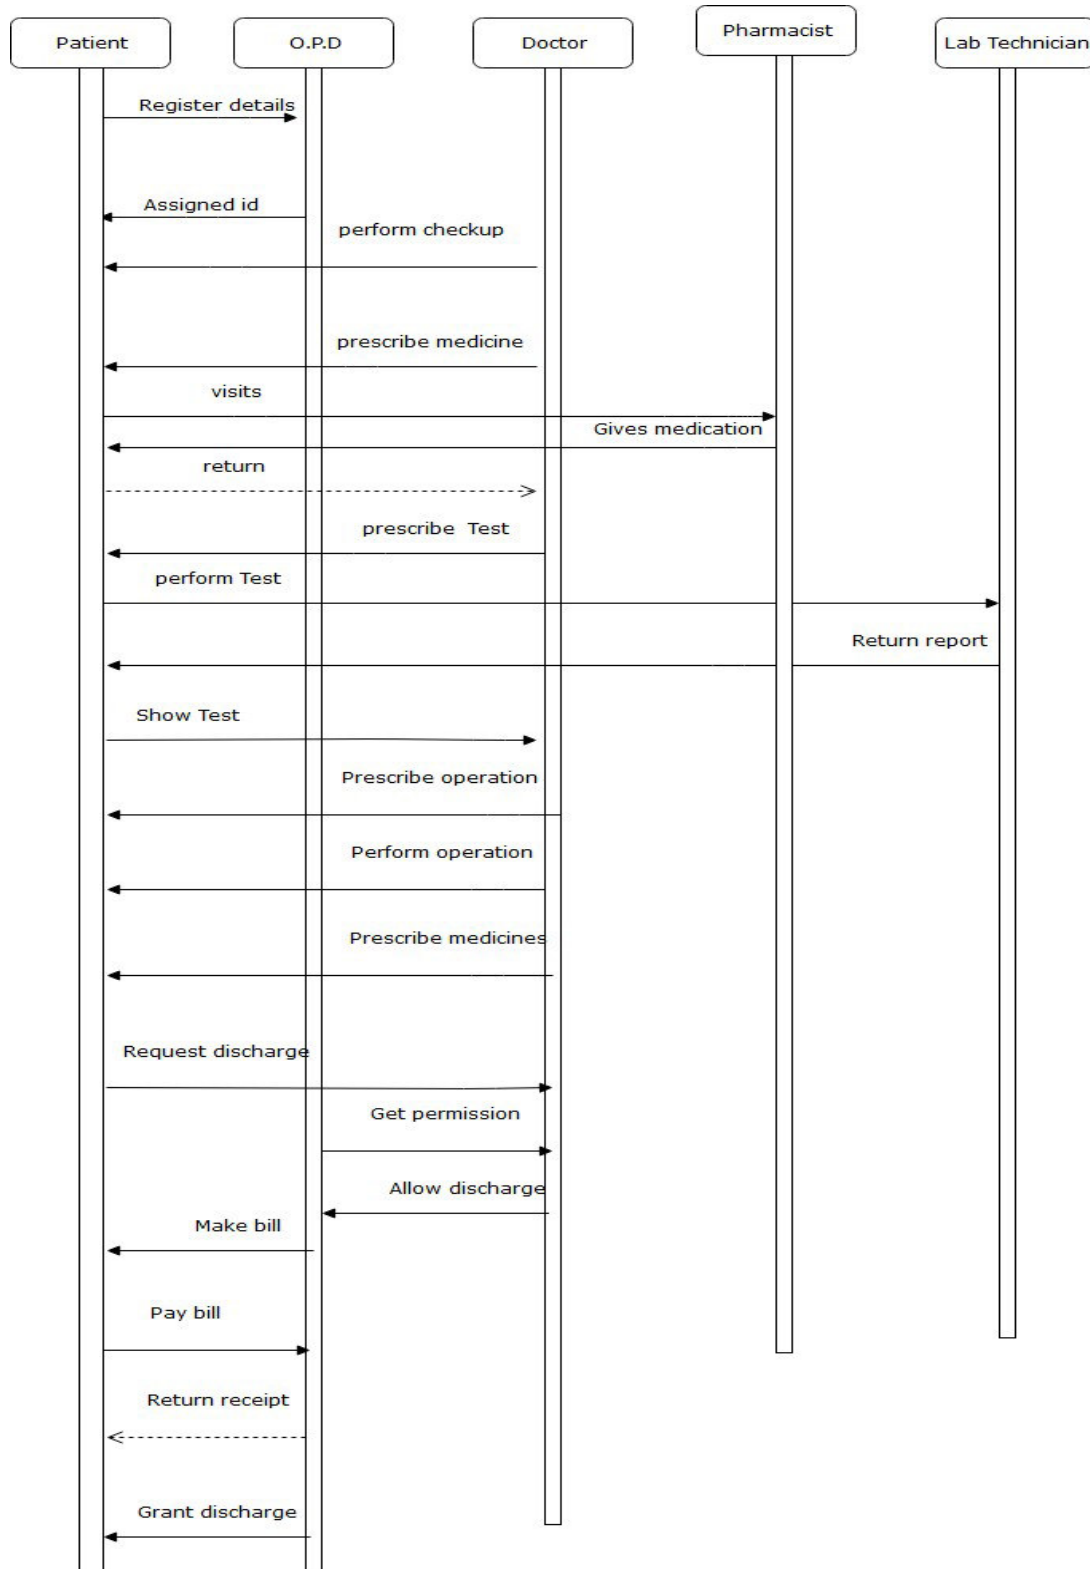 Patient
O.P.D
Doctor
Pharmacist
Lab Technician
Register details
Assigned id
perform checkup
prescribe medicine
visits
Gives medication
return
prescribe  Test
perform Test
Return report
Show Test
Prescribe operation
Perform operation
Prescribe medicines
Request discharge
Get permission
Allow discharge
Make bill
Pay bill
Return receipt
Grant discharge